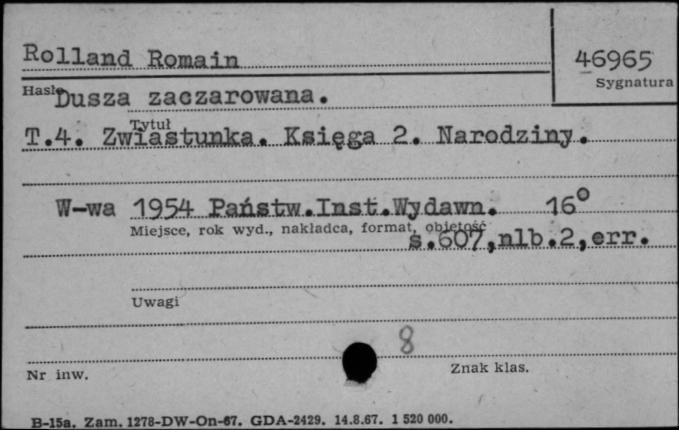 Rolland Romain
46965
Sygnatura
Hasło
Dusza zaczarowana.
Tytuł
T.4. Zwiastunka. Księga 2. Narodziny.
W-wa 1954 Państw.Inst.Wydawn. 16°
Miejsce, rok wyd., nakładca, format, objętość
s.607,nlb.2,err.
Uwagi
8
Nr inw.
Znak klas.
B-15a. Zam. 1278-DW-On-67. GDA-2429. 14.8.67. 1 520 000.